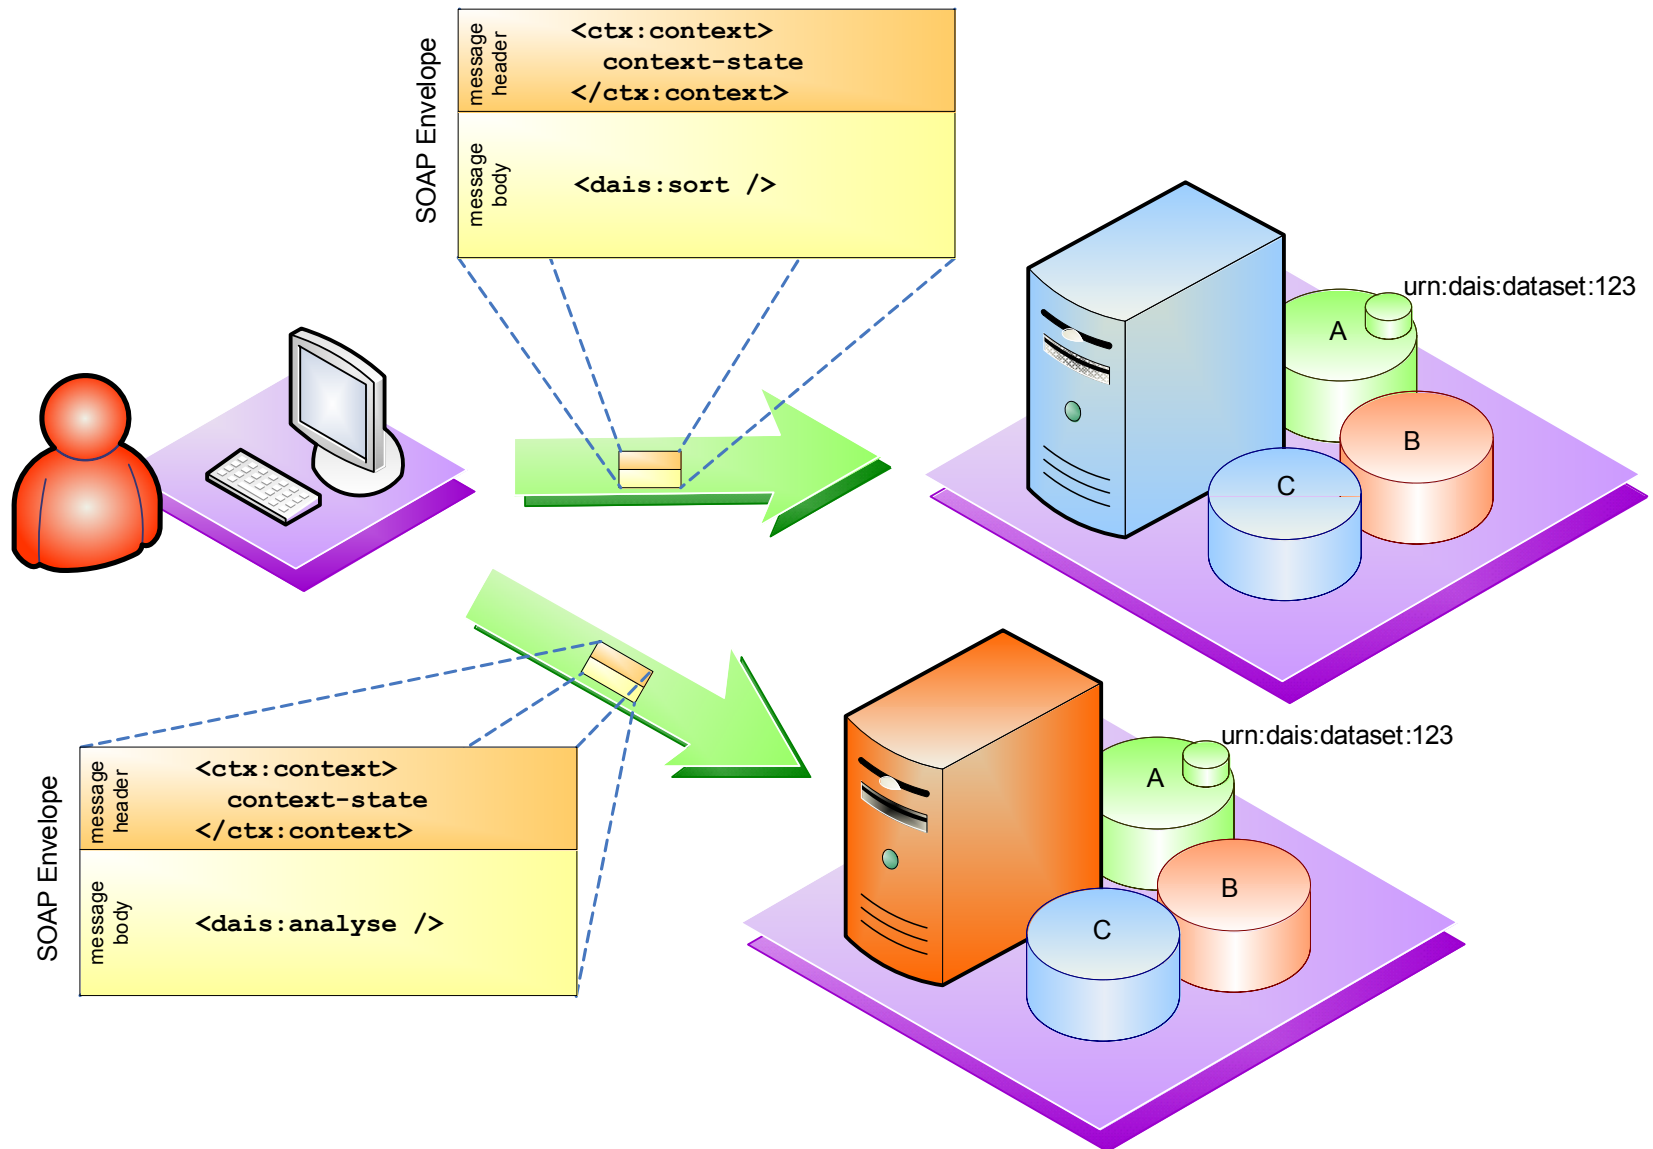 SOAP Envelope
message
header
<ctx:context>
context-state
</ctx:context>
message
body
<dais:sort />
urn:dais:dataset:123
A
B
C
SOAP Envelope
message
header
<ctx:context>
context-state
</ctx:context>
message
body
<dais:analyse />
urn:dais:dataset:123
A
B
C